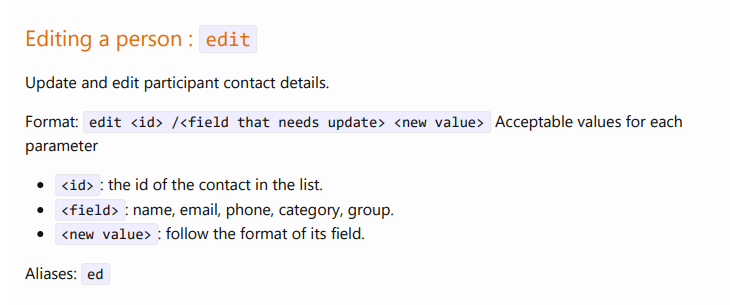 Editing a person : edit
Update and edit participant contact details.
Format: edit <id> /<field that needs update> <new value> Acceptable values for each
parameter
• <id> : the id of the contact in the list.
• <field> : name, email, phone, category, group.
• <new value> : follow the format of its field.
Aliases: ed